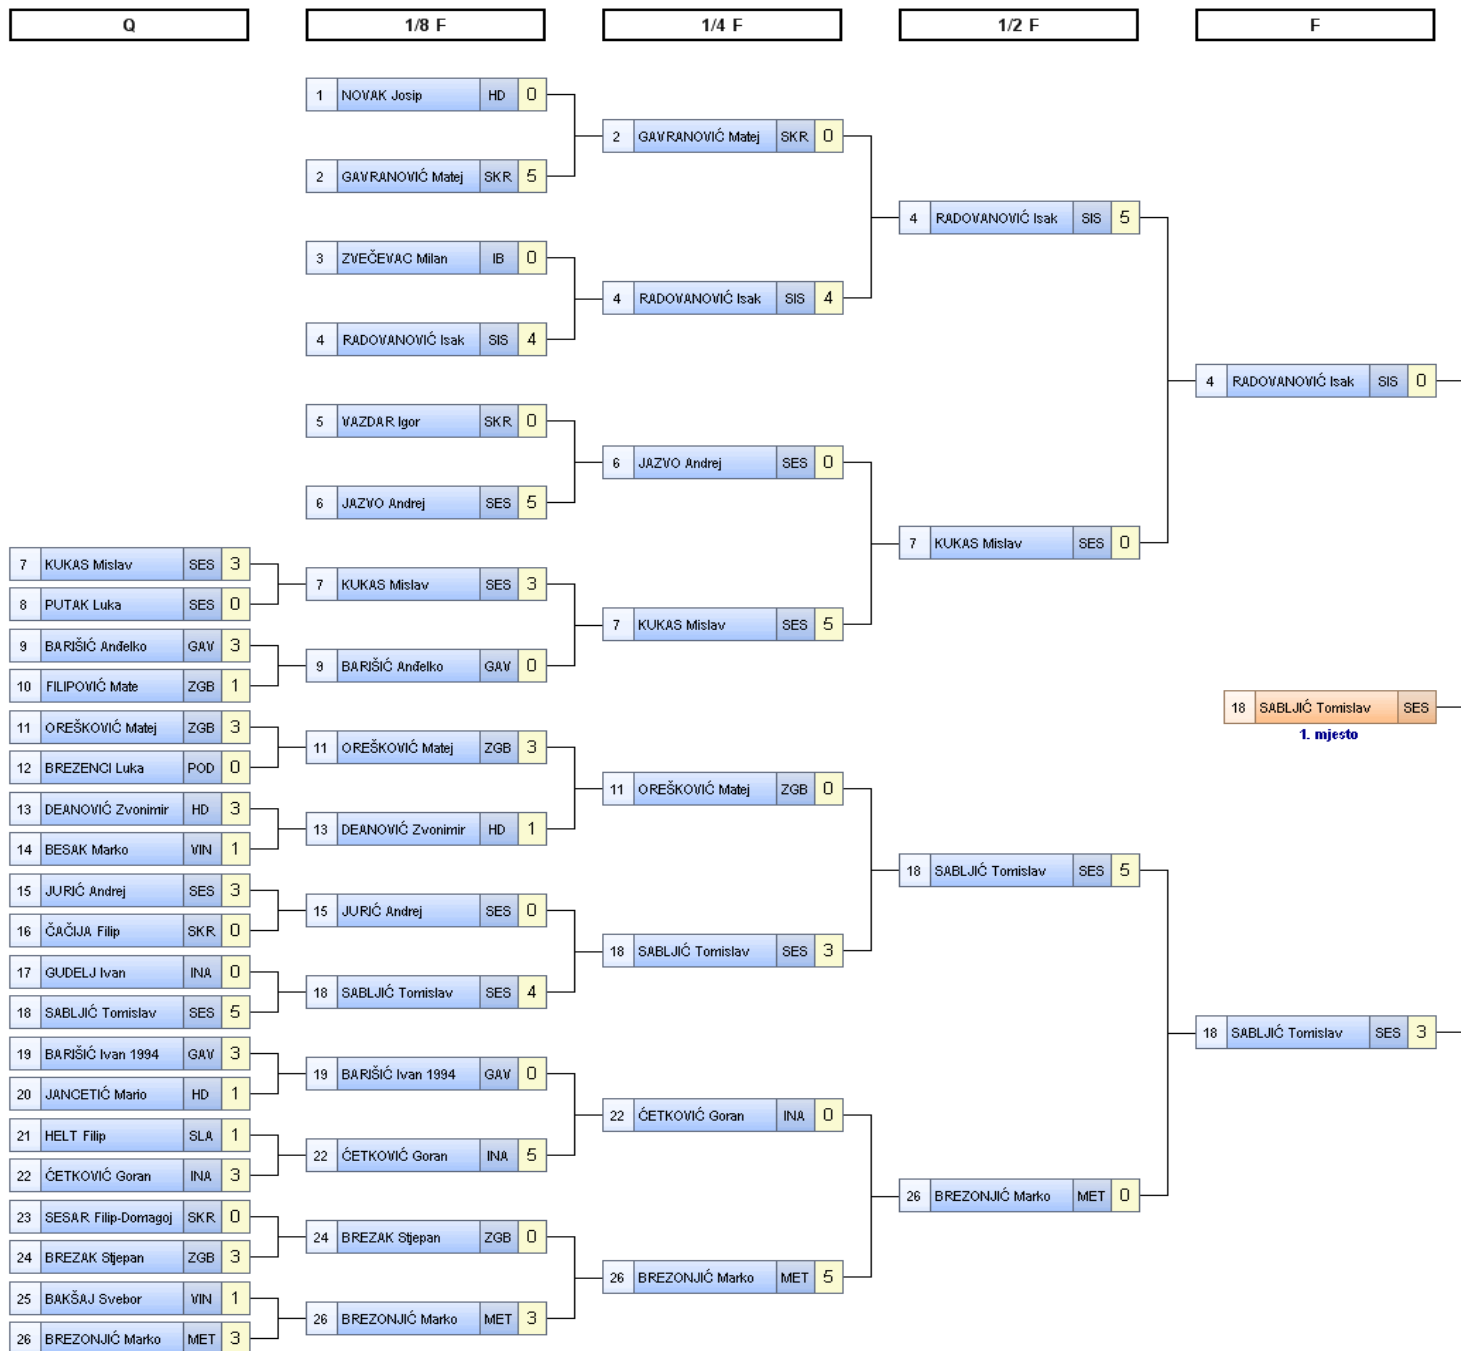 Q
1/8 F
1/4 F
1/2 F
F
1 NOVAK Josip HD 0
2 GAVRANOVIĆ Matej SKR 5
3 ZVEČEVAC Milan IB 0
4 RADOVANOVIĆ Isak SIS 4
5 VAZDAR Igor SKR 0
6 JAZVO Andrej SES 5
7 KUKAS Mislav SES 3
8 PUTAK Luka SES 0
9 BARIŠIĆ Anđelko GAV 3
10 FILIPOVIĆ Mate ZGB 1
11 OREŠKOVIĆ Matej ZGB 3
12 BREZENCI Luka POD 0
13 DEANOVIĆ Zvonimir HD 3
14 BESAK Marko VIN 1
15 JURIĆ Andrej SES 3
16 ČAČIJA Filip SKR 0
17 GUDELJ Ivan INA 0
18 SABLJIĆ Tomislav SES 5
19 BARIŠIĆ Ivan 1994 GAV 3
20 JANCETIĆ Mario HD 1
21 HELT Filip SLA 1
22 ĆETKOVIĆ Goran INA 3
23 SESAR Filip-Domagoj SKR 0
24 BREZAK Stjepan ZGB 3
25 BAKŠAJ Svebor VIN 1
26 BREZONJIĆ Marko MET 3
7 KUKAS Mislav SES 3
9 BARIŠIĆ Anđelko GAV 0
11 OREŠKOVIĆ Matej ZGB 3
13 DEANOVIĆ Zvonimir HD 1
15 JURIĆ Andrej SES 0
18 SABLJIĆ Tomislav SES 4
19 BARIŠIĆ Ivan 1994 GAV 0
22 ĆETKOVIĆ Goran INA 5
24 BREZAK Stjepan ZGB 0
26 BREZONJIĆ Marko MET 3
2 GAVRANOVIĆ Matej SKR 0
4 RADOVANOVIĆ Isak SIS 4
6 JAZVO Andrej SES 0
7 KUKAS Mislav SES 5
11 OREŠKOVIĆ Matej ZGB 0
18 SABLJIĆ Tomislav SES 3
22 ĆETKOVIĆ Goran INA 0
26 BREZONJIĆ Marko MET 5
4 RADOVANOVIĆ Isak SIS 5
7 KUKAS Mislav SES 0
18 SABLJIĆ Tomislav SES 5
26 BREZONJIĆ Marko MET 0
4 RADOVANOVIĆ Isak SIS 0
18 SABLJIĆ Tomislav SES
1. mjesto
18 SABLJIĆ Tomislav SES 3